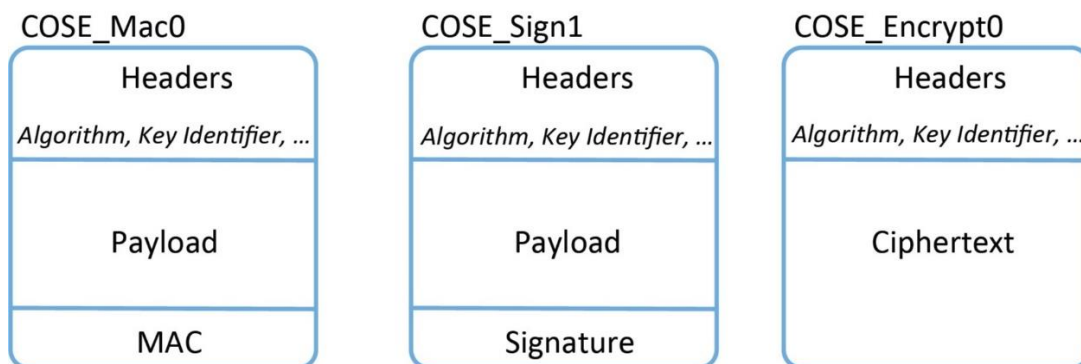 COSE_Mac0
Headers
Algorithm, Key Identifier, ...
Payload
MAC
COSE_Sign1
Headers
Algorithm, Key Identifier, ...
Payload
Signature
COSE_Encrypt0
Headers
Algorithm, Key Identifier, ...
Ciphertext